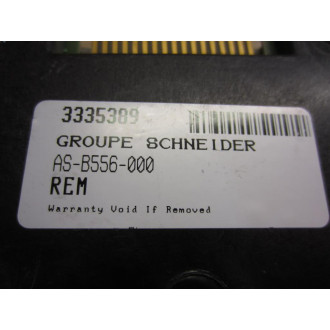 3335389
GROUPE SCHNEIDER
AS-B556-000
REM
Warranty Void If Removed